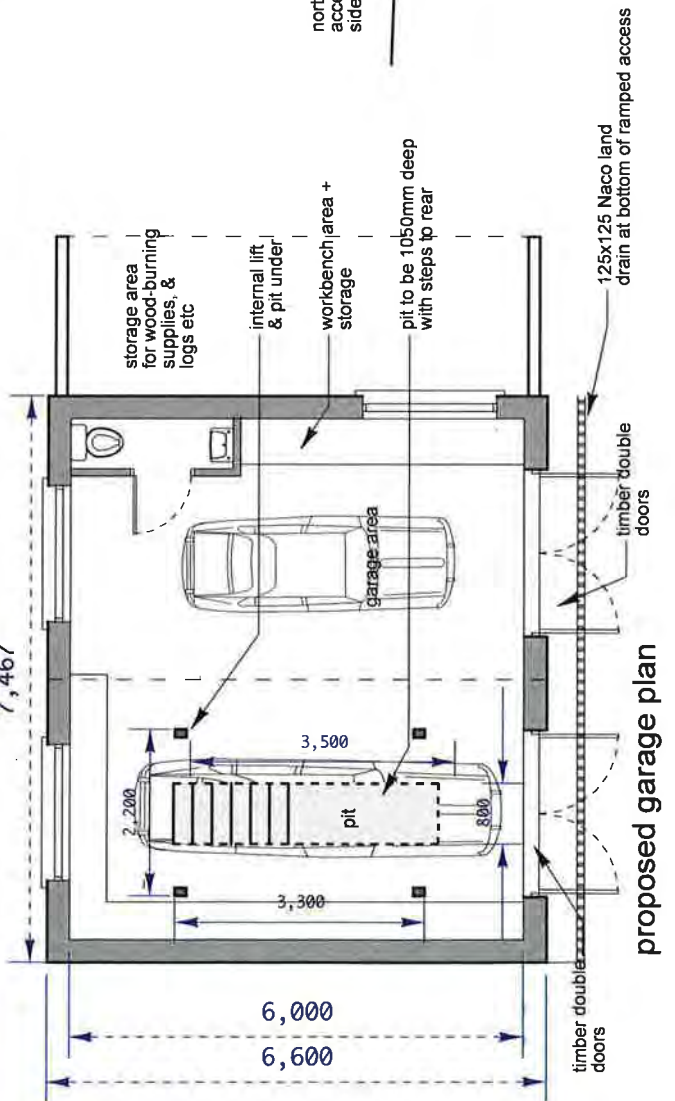 nort
acce
side
storage area
for wood-burning
supplies, &
logs etc
internal lift
& pit under
workbench area +
storage
pit to be 1050mm deep
with steps to rear
125x125 Naco land
drain at bottom of ramped access
7,467
garage area
3,500
2,200
pit
800
3,300
6,000
6,600
timber double
doors
timber double
doors
proposed garage plan